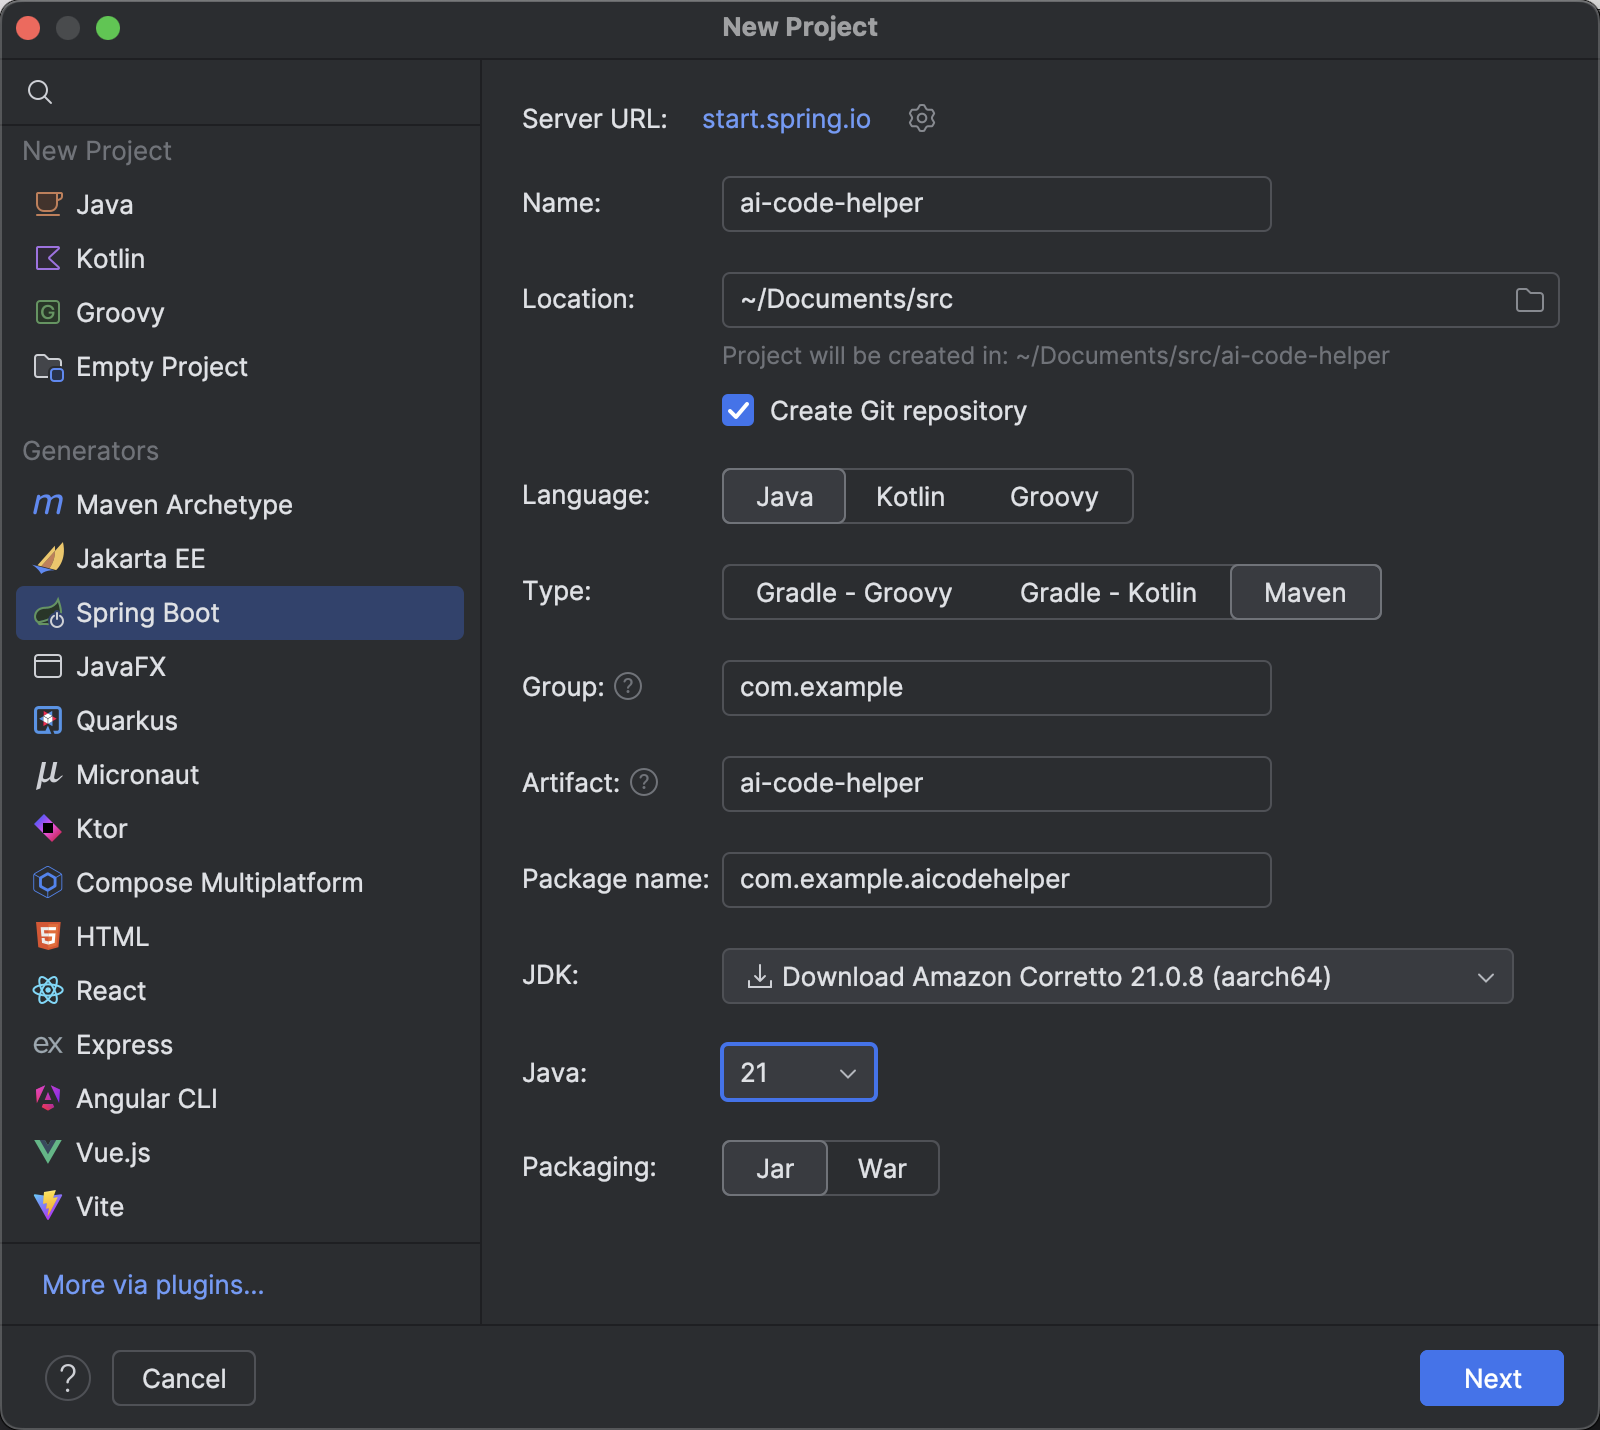 New Project
New Project
Java
Kotlin
G Groovy
Empty Project
Generators
m Maven Archetype
Jakarta EE
Spring Boot
JavaFX
Quarkus
μ Micronaut
Ktor
Compose Multiplatform
5 HTML
React
ex Express
Angular CLI
Vue.js
Vite
More via plugins...
Server URL: start.spring.io
Name: ai-code-helper
Location: ~/Documents/src
Project will be created in: ~/Documents/src/ai-code-helper
Create Git repository
Language: Java Kotlin Groovy
Type: Gradle - Groovy Gradle - Kotlin Maven
Group: ? com.example
Artifact: ? ai-code-helper
Package name: com.example.aicodehelper
JDK: Download Amazon Corretto 21.0.8 (aarch64)
Java: 21
Packaging: Jar War
? Cancel Next